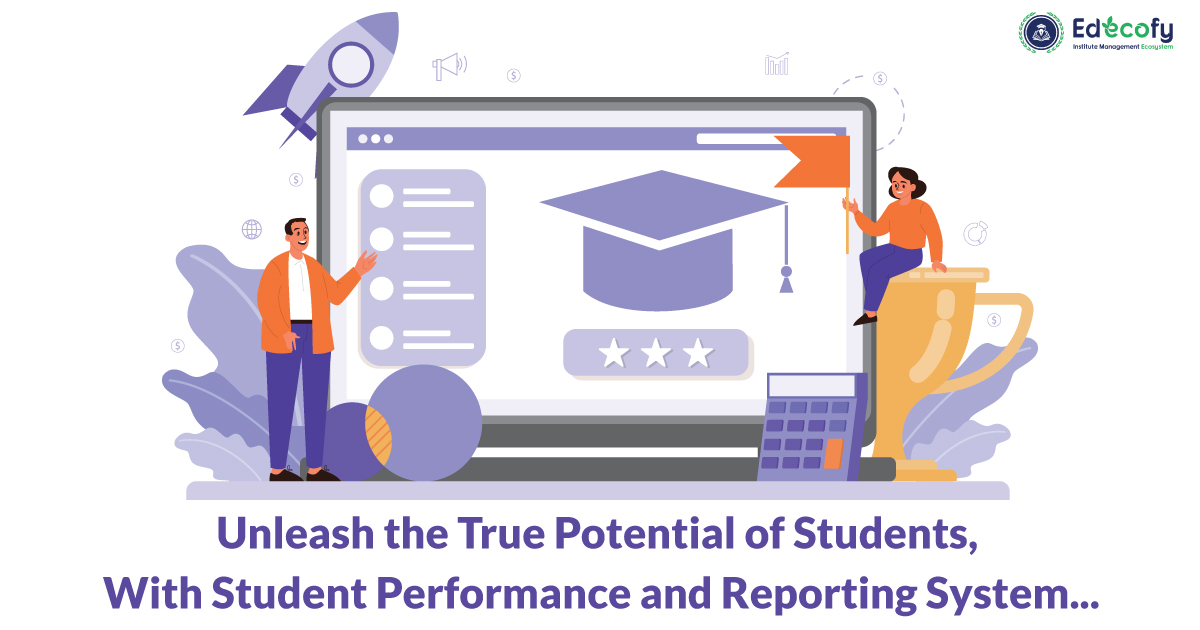 Edecofy
Institute Management Ecosystem
Unleash the True Potential of Students,
With Student Performance and Reporting System...